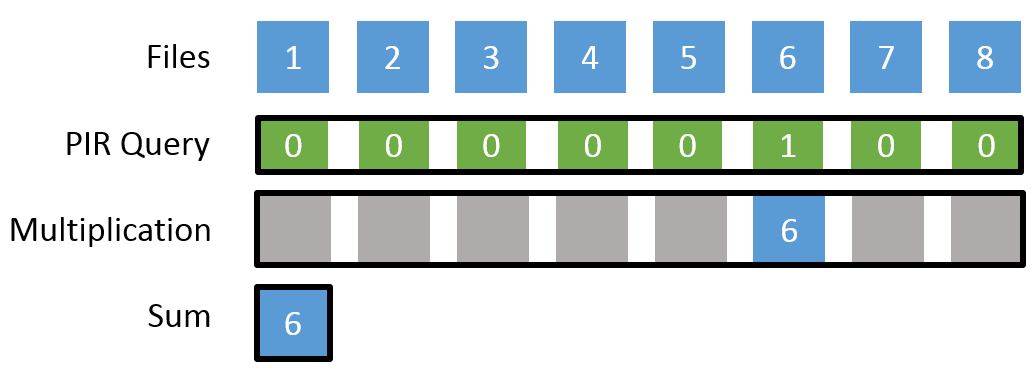 Files 1 2 3 4 5 6 7 8
PIR Query 0 0 0 0 0 1 0 0
Multiplication 6
Sum 6